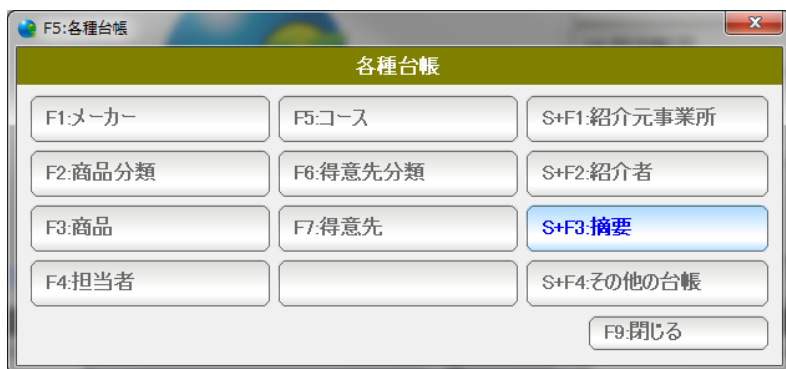 F5:各種台帳
各種台帳
F1:メーカー
F5:コース
S+F1:紹介元事業所
F2:商品分類
F6:得意先分類
S+F2:紹介者
F3:商品
F7:得意先
S+F3:摘要
F4:担当者
S+F4:その他の台帳
F9:閉じる